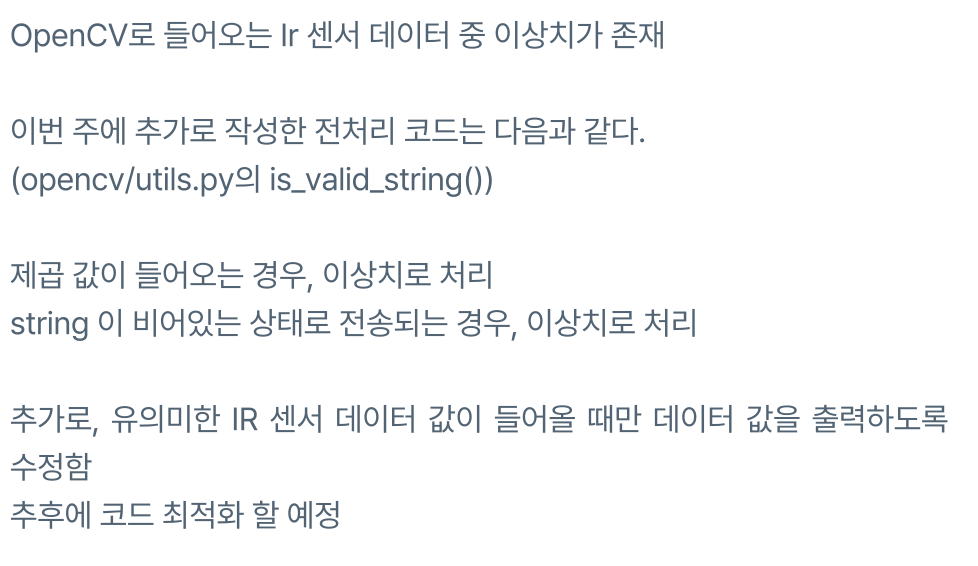 OpenCV로 들어오는 Ir 센서 데이터 중 이상치가 존재
이번 주에 추가로 작성한 전처리 코드는 다음과 같다.
(opencv/utils.py의 is_valid_string())
제곱 값이 들어오는 경우, 이상치로 처리
string 이 비어있는 상태로 전송되는 경우, 이상치로 처리
추가로, 유의미한 IR 센서 데이터 값이 들어올 때만 데이터 값을 출력하도록
수정함
추후에 코드 최적화 할 예정